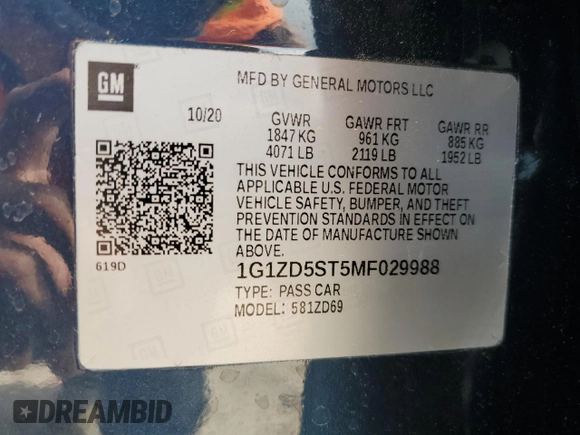 GM
MFD BY GENERAL MOTORS LLC
10/20
GVWR GAWR FRT GAWR RR
1847 KG 961 KG 885 KG
4071 LB 2119 LB 1952 LB
THIS VEHICLE CONFORMS TO ALL
APPLICABLE U.S. FEDERAL MOTOR
VEHICLE SAFETY, BUMPER, AND THEFT
PREVENTION STANDARDS IN EFFECT ON
THE DATE OF MANUFACTURE SHOWN
ABOVE.
619D
1G1ZD5ST5MF029988
TYPE: PASS CAR
MODEL: 581ZD69
DREAMBID